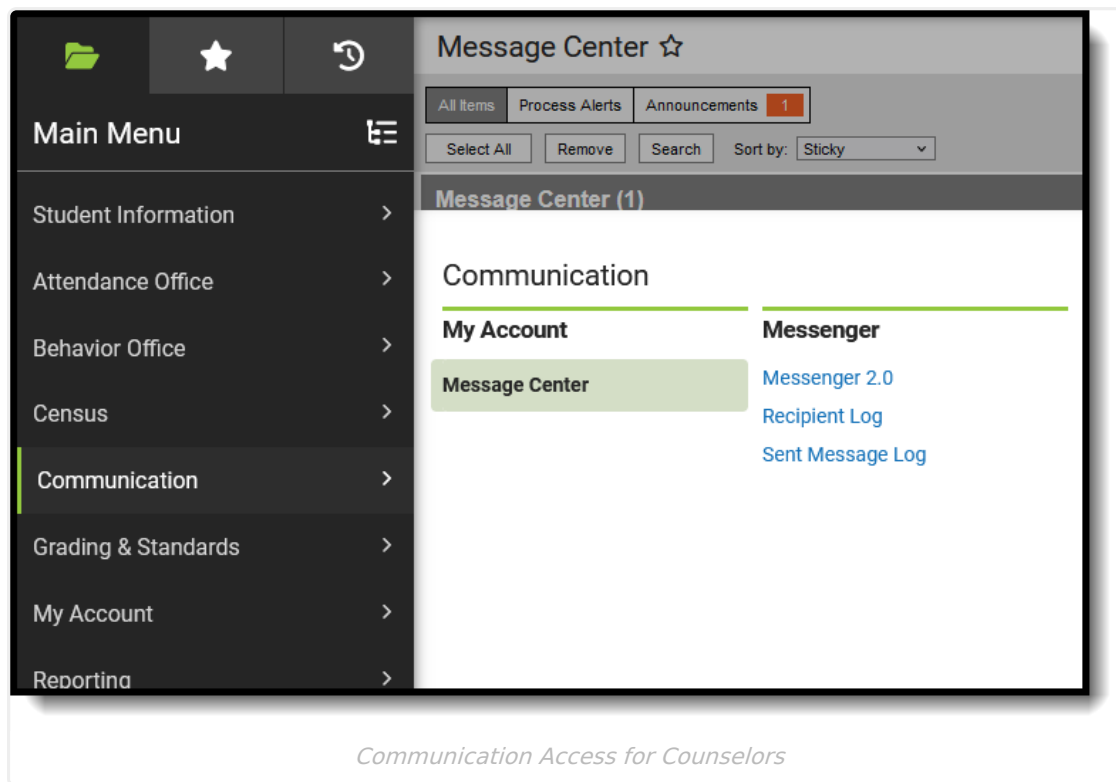 Main Menu
Student Information
Attendance Office
Behavior Office
Census
Communication
Grading & Standards
My Account
Reporting
Message Center
All Items Process Alerts Announcements 1
Select All Remove Search Sort by: Sticky
Message Center (1)
Communication
My Account
Message Center
Messenger
Messenger 2.0
Recipient Log
Sent Message Log
Communication Access for Counselors